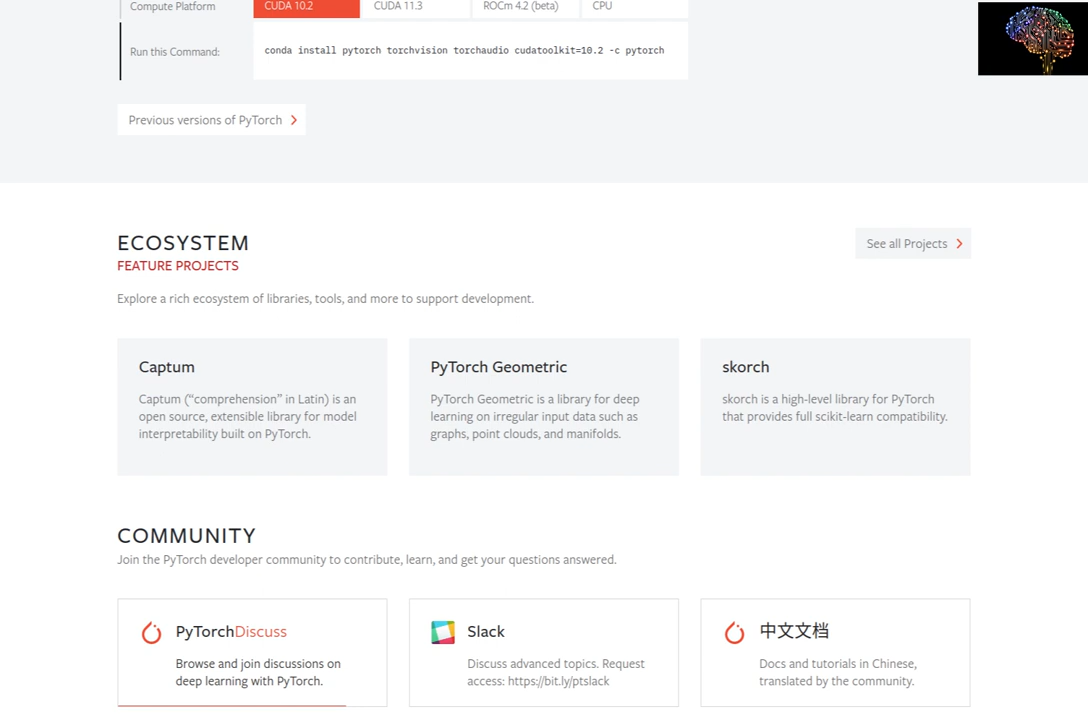 Compute Platform
CUDA 10.2
CUDA 11.3
ROCm 4.2 (beta)
CPU
Run this Command:
conda install pytorch torchvision torchaudio cudatoolkit=10.2 -c pytorch
Previous versions of PyTorch
ECOSYSTEM
See all Projects
FEATURE PROJECTS
Explore a rich ecosystem of libraries, tools, and more to support development.
Captum
Captum (“comprehension” in Latin) is an
open source, extensible library for model
interpretability built on PyTorch.
PyTorch Geometric
PyTorch Geometric is a library for deep
learning on irregular input data such as
graphs, point clouds, and manifolds.
skorch
skorch is a high-level library for PyTorch
that provides full scikit-learn compatibility.
COMMUNITY
Join the PyTorch developer community to contribute, learn, and get your questions answered.
PyTorchDiscuss
Browse and join discussions on
deep learning with PyTorch.
Slack
Discuss advanced topics. Request
access: https://bit.ly/ptslack
中文文档
Docs and tutorials in Chinese,
translated by the community.